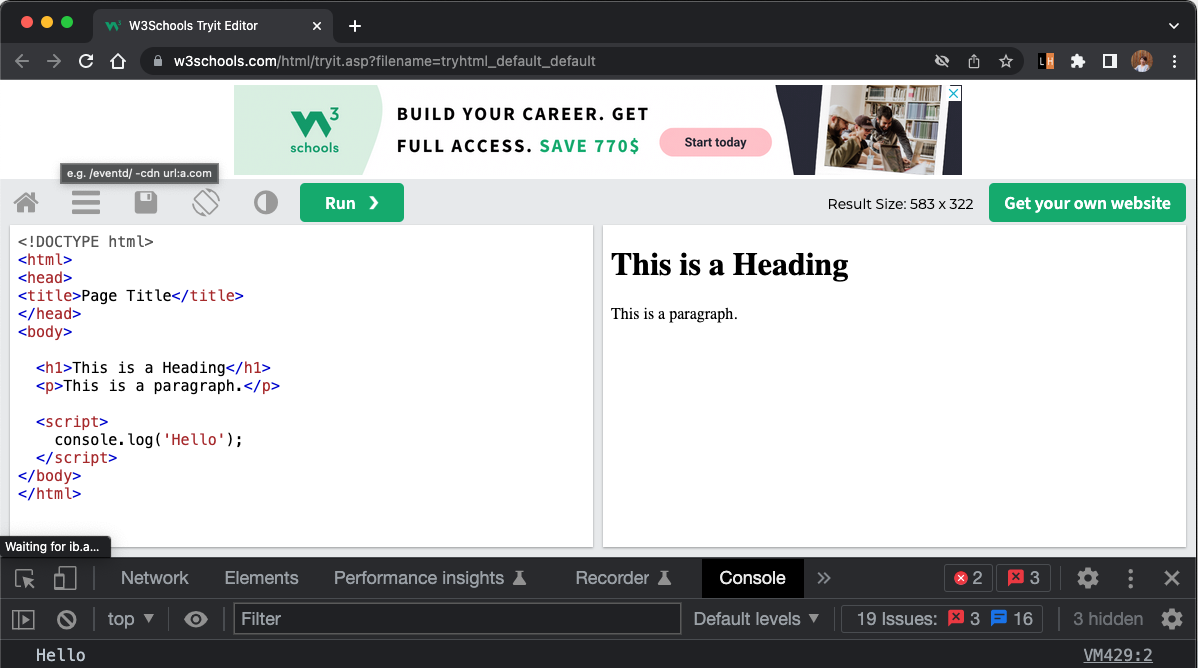 W3Schools Tryit Editor
w3schools.com/html/tryit.asp?filename=tryhtml_default_default
LH
W3
schools
BUILD YOUR CAREER. GET
FULL ACCESS. SAVE 770$
Start today
e.g. /eventd/ -cdn url:a.com
Run ❯
Result Size: 583 x 322
Get your own website
<!DOCTYPE html>
<html>
<head>
<title>Page Title</title>
</head>
<body>
<h1>This is a Heading</h1>
<p>This is a paragraph.</p>
<script>
console.log('Hello');
</script>
</body>
</html>
This is a Heading
This is a paragraph.
Waiting for ib.a...
Network Elements Performance insights Recorder Console » 2 3
top ▼ Filter Default levels ▼ 19 Issues: 3 16 3 hidden
Hello VM429:2